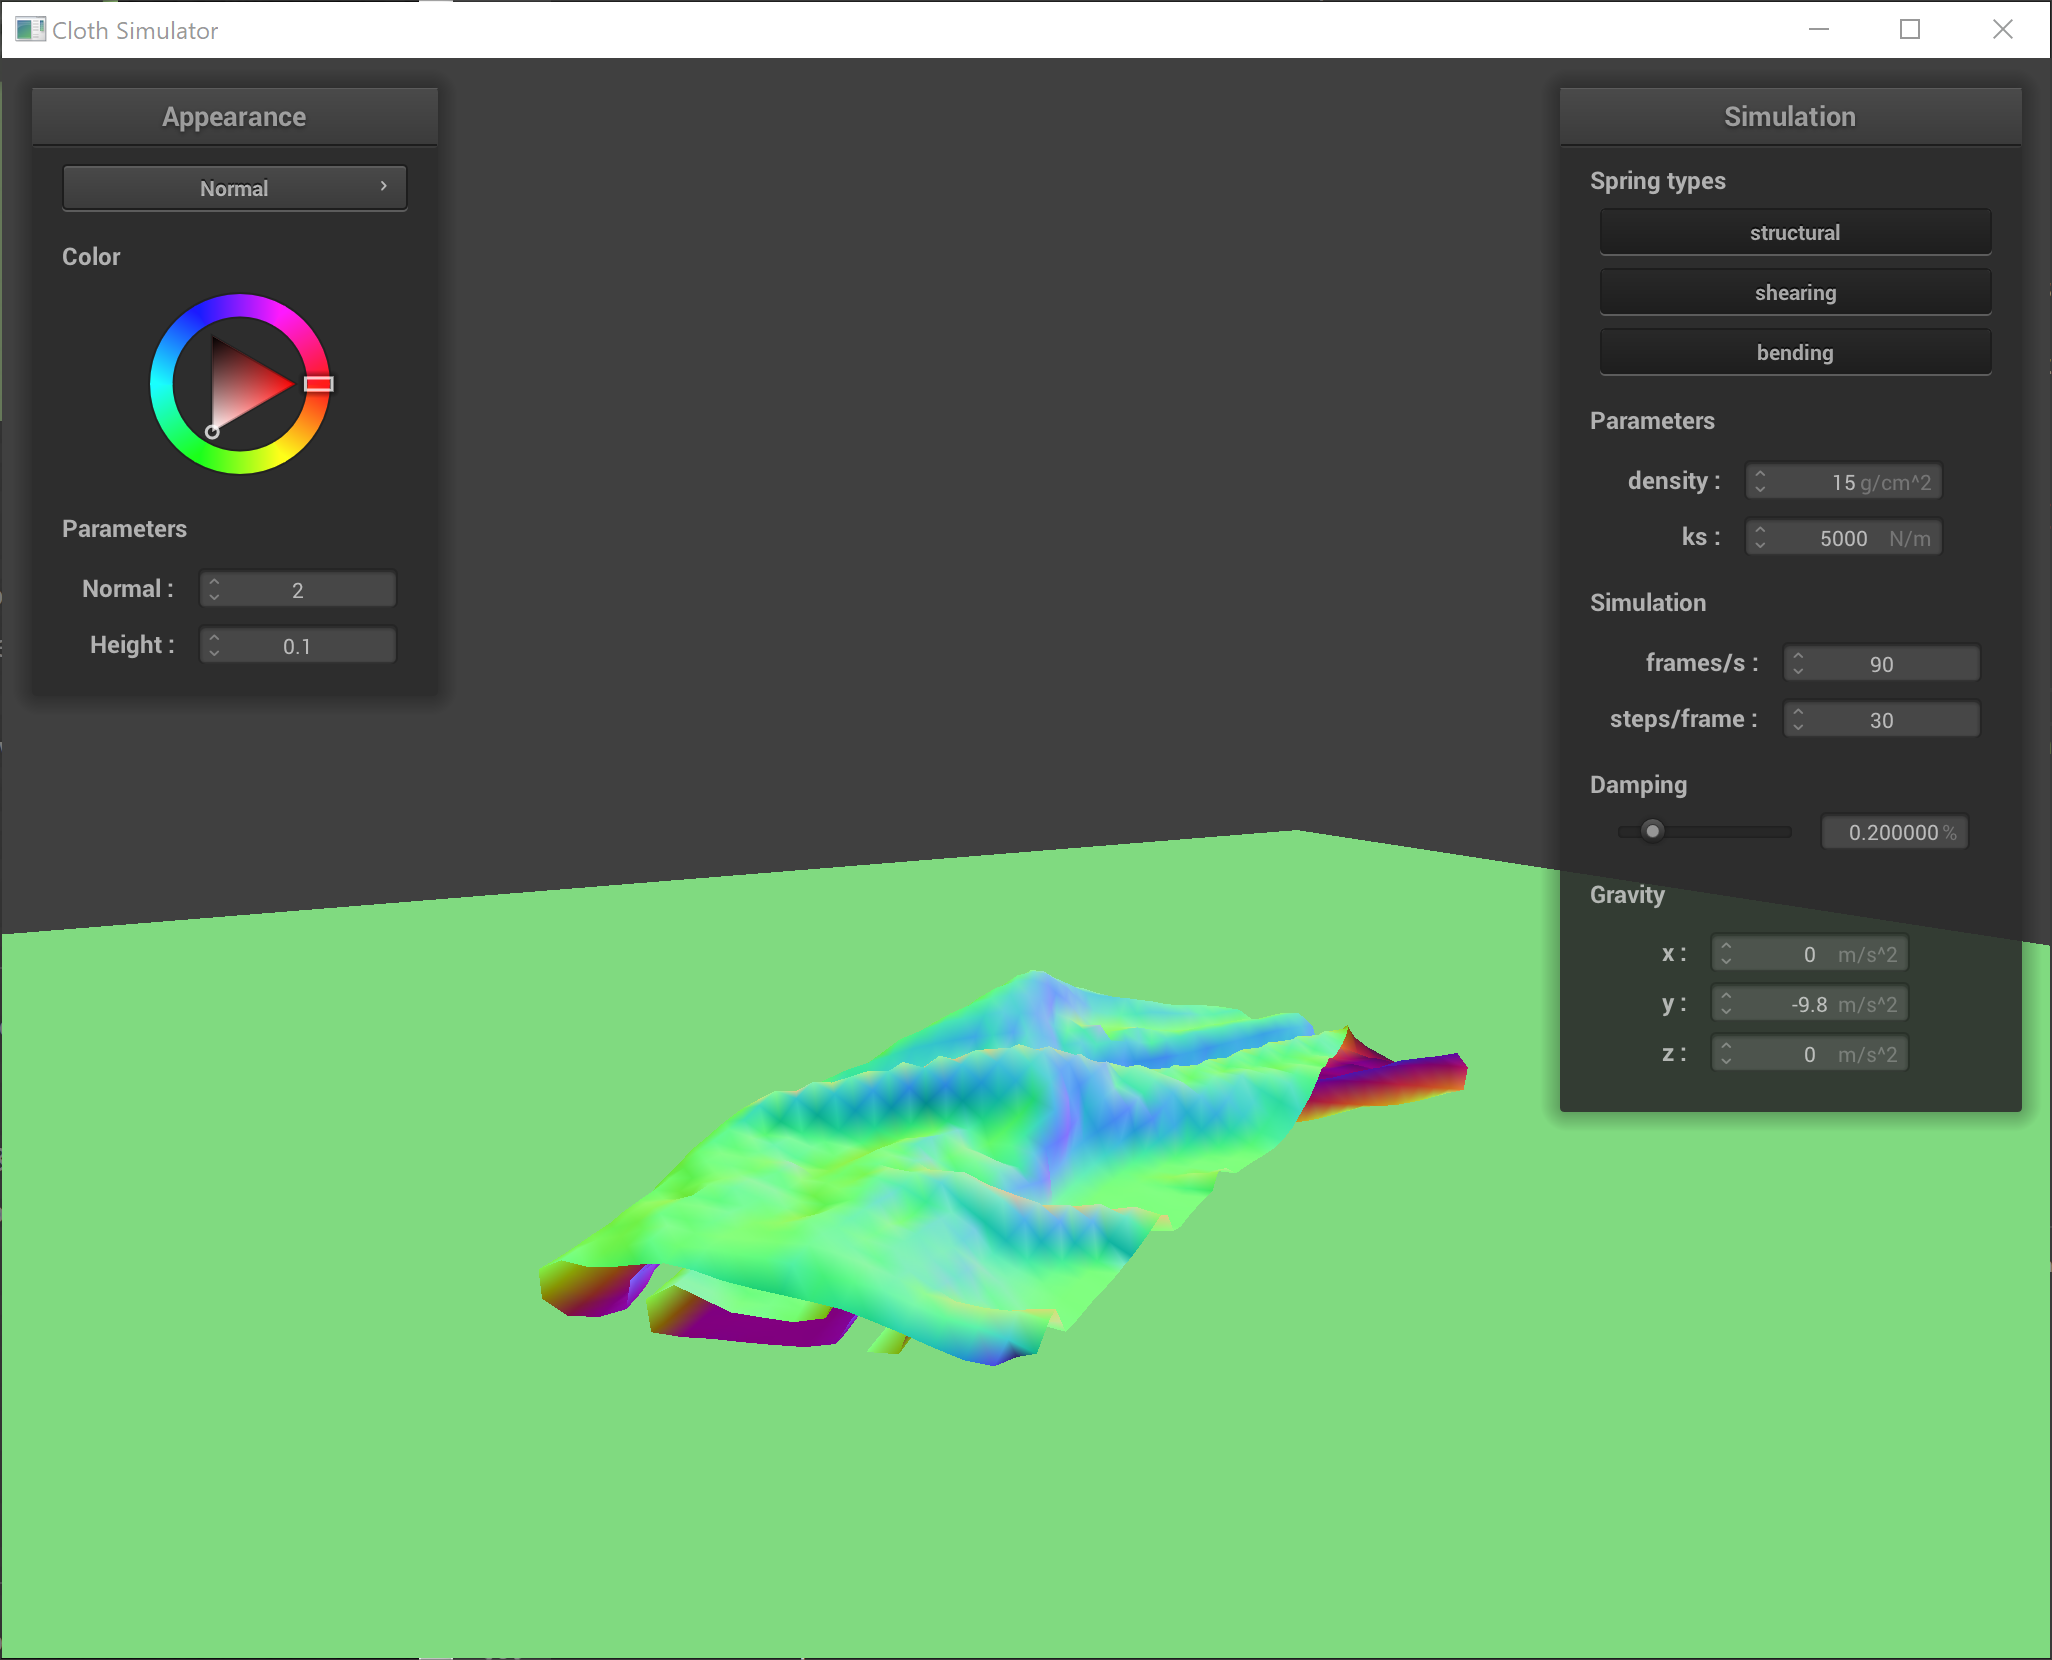 Cloth Simulator
Appearance
Normal
Color
Parameters
Normal : 2
Height : 0.1
Simulation
Spring types
structural
shearing
bending
Parameters
density : 15 g/cm^2
ks : 5000 N/m
Simulation
frames/s : 90
steps/frame : 30
Damping
0.200000 %
Gravity
x : 0 m/s^2
y : -9.8 m/s^2
z : 0 m/s^2